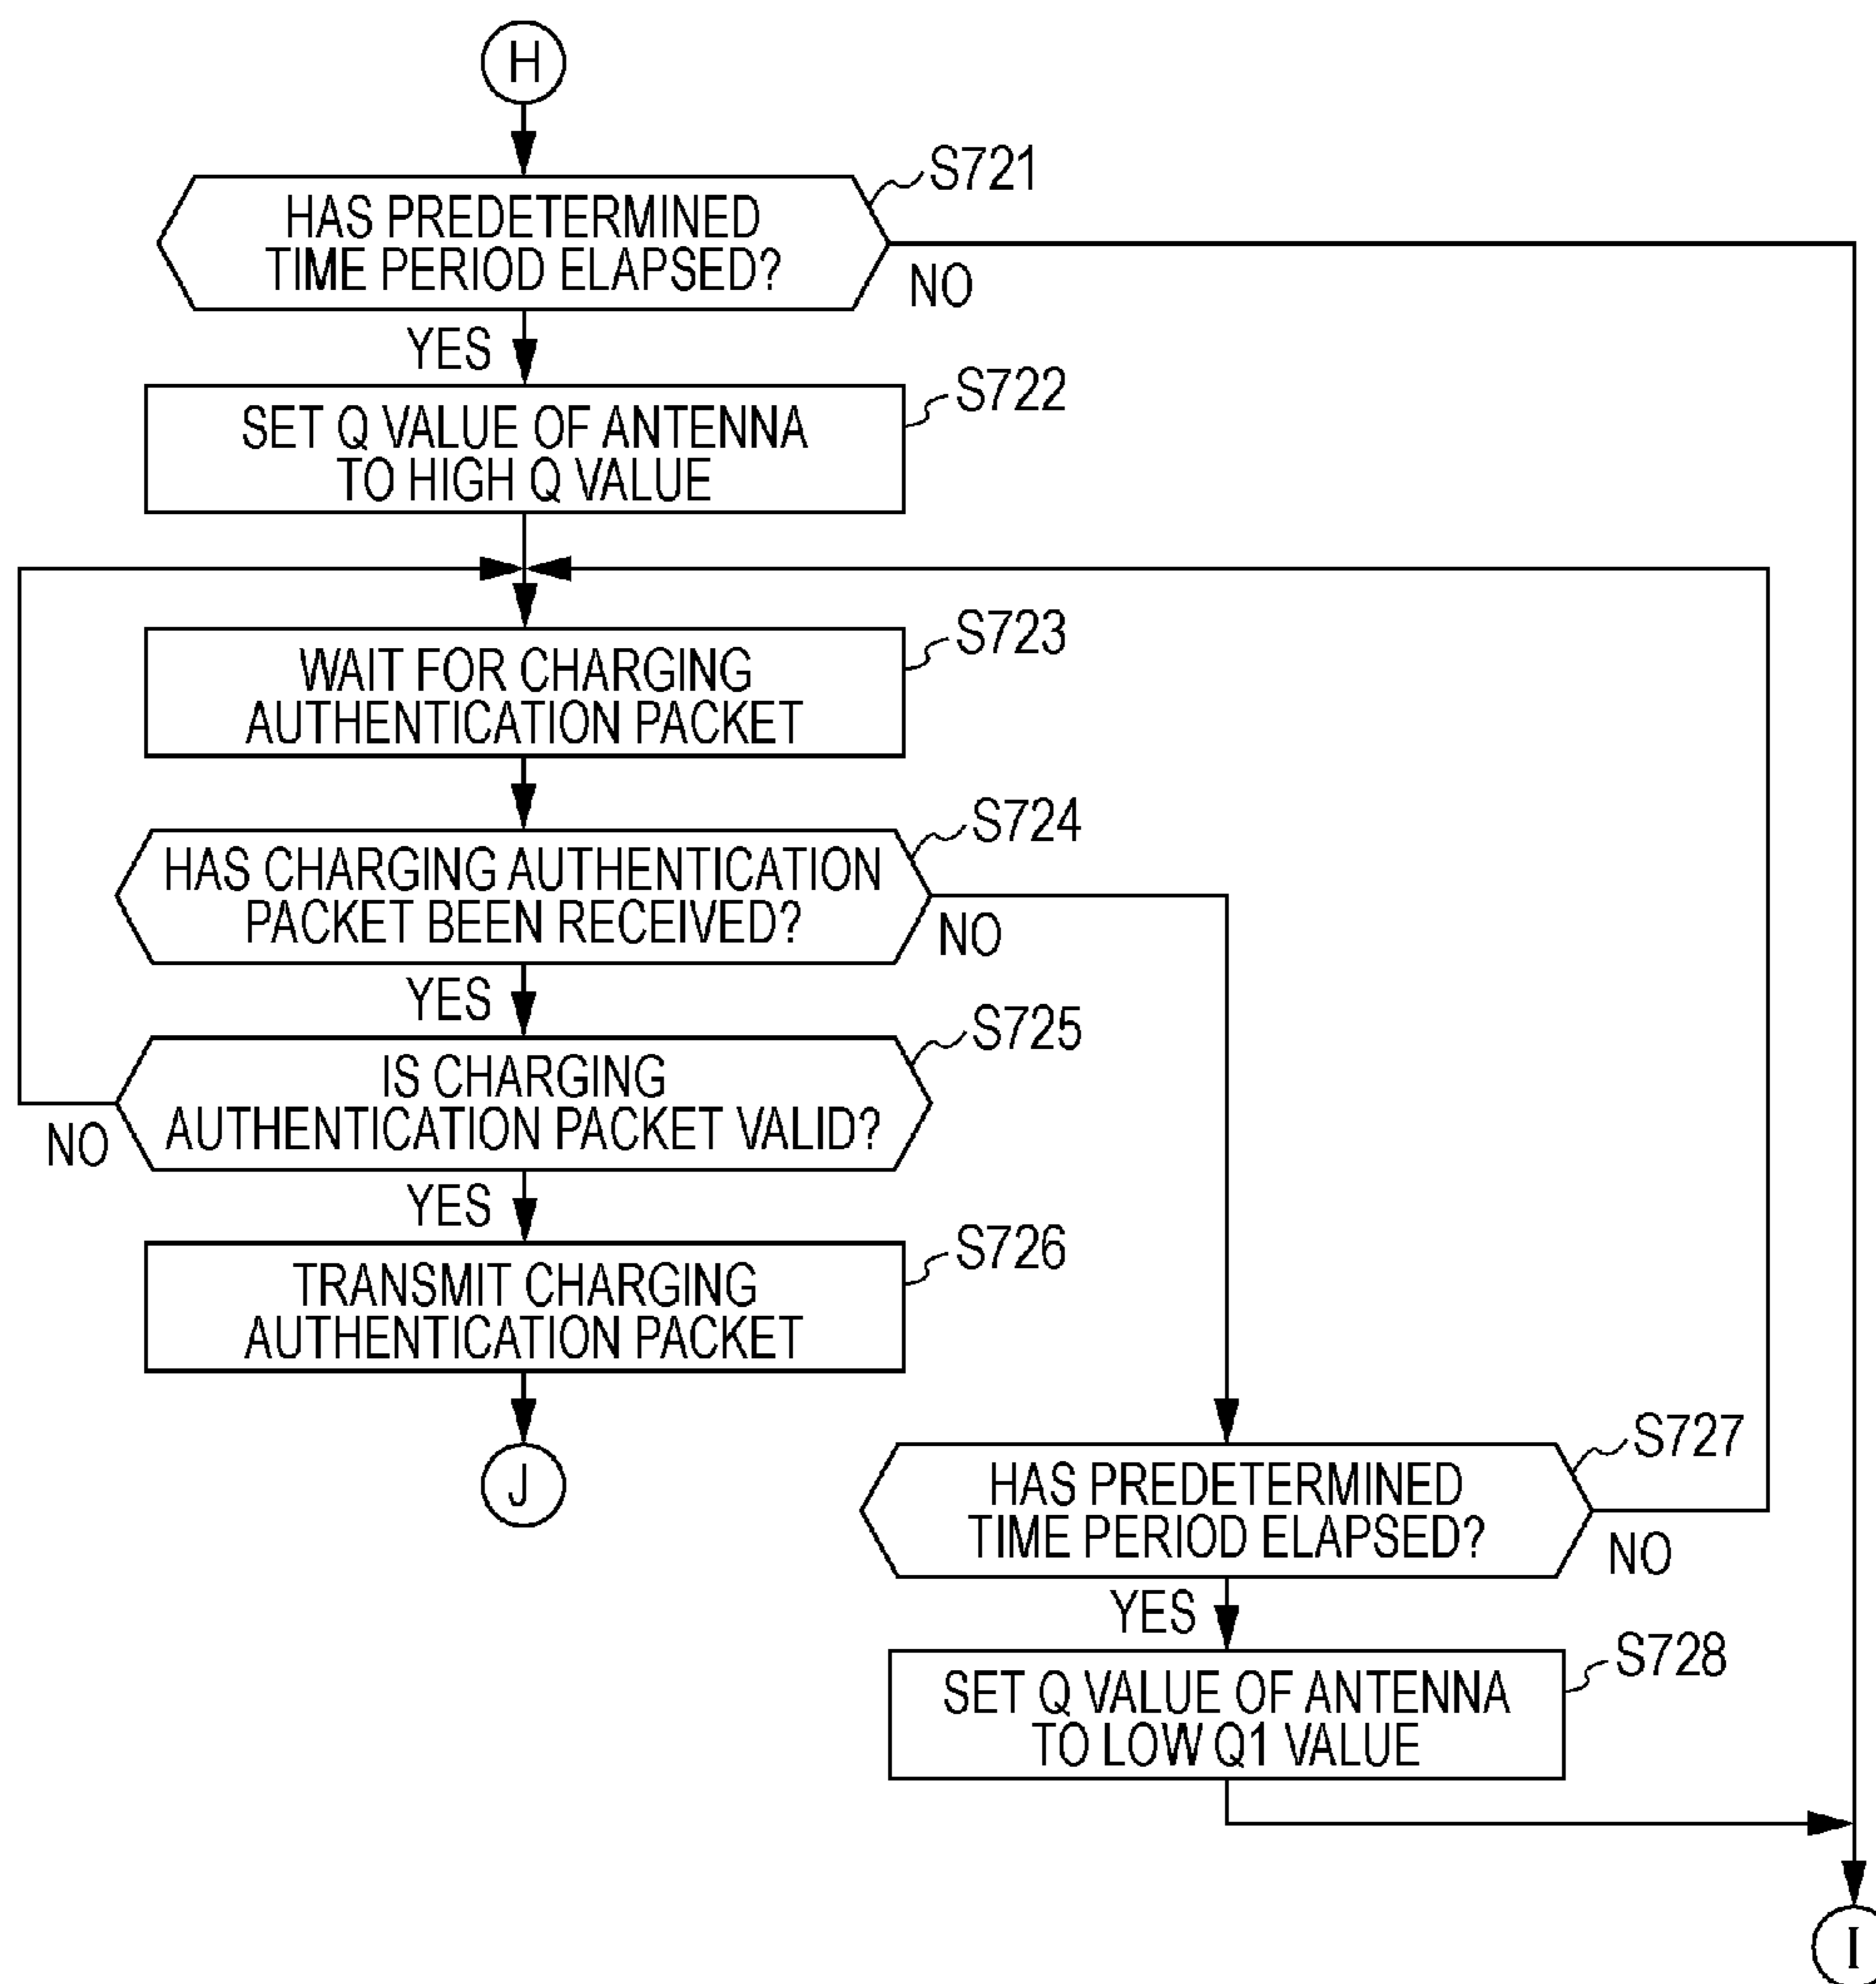 H
S721
HAS PREDETERMINED
TIME PERIOD ELAPSED?
NO
YES
S722
SET Q VALUE OF ANTENNA
TO HIGH Q VALUE
S723
WAIT FOR CHARGING
AUTHENTICATION PACKET
S724
HAS CHARGING AUTHENTICATION
PACKET BEEN RECEIVED?
NO
YES
S725
IS CHARGING
AUTHENTICATION PACKET VALID?
NO
YES
S726
TRANSMIT CHARGING
AUTHENTICATION PACKET
J
S727
HAS PREDETERMINED
TIME PERIOD ELAPSED?
NO
YES
S728
SET Q VALUE OF ANTENNA
TO LOW Q1 VALUE
I